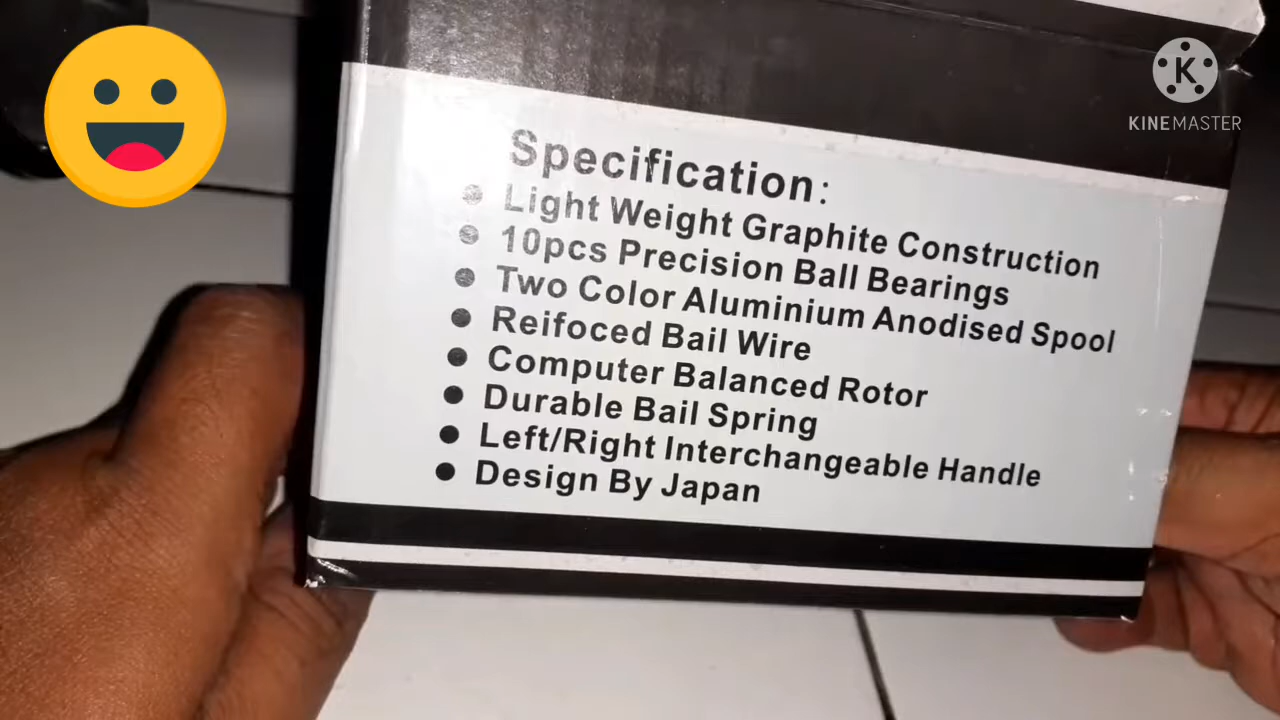 K
KINEMASTER
Specification:
Light Weight Graphite Construction
10pcs Precision Ball Bearings
Two Color Aluminium Anodised Spool
Reifoced Bail Wire
Computer Balanced Rotor
Durable Bail Spring
Left/Right Interchangeable Handle
Design By Japan